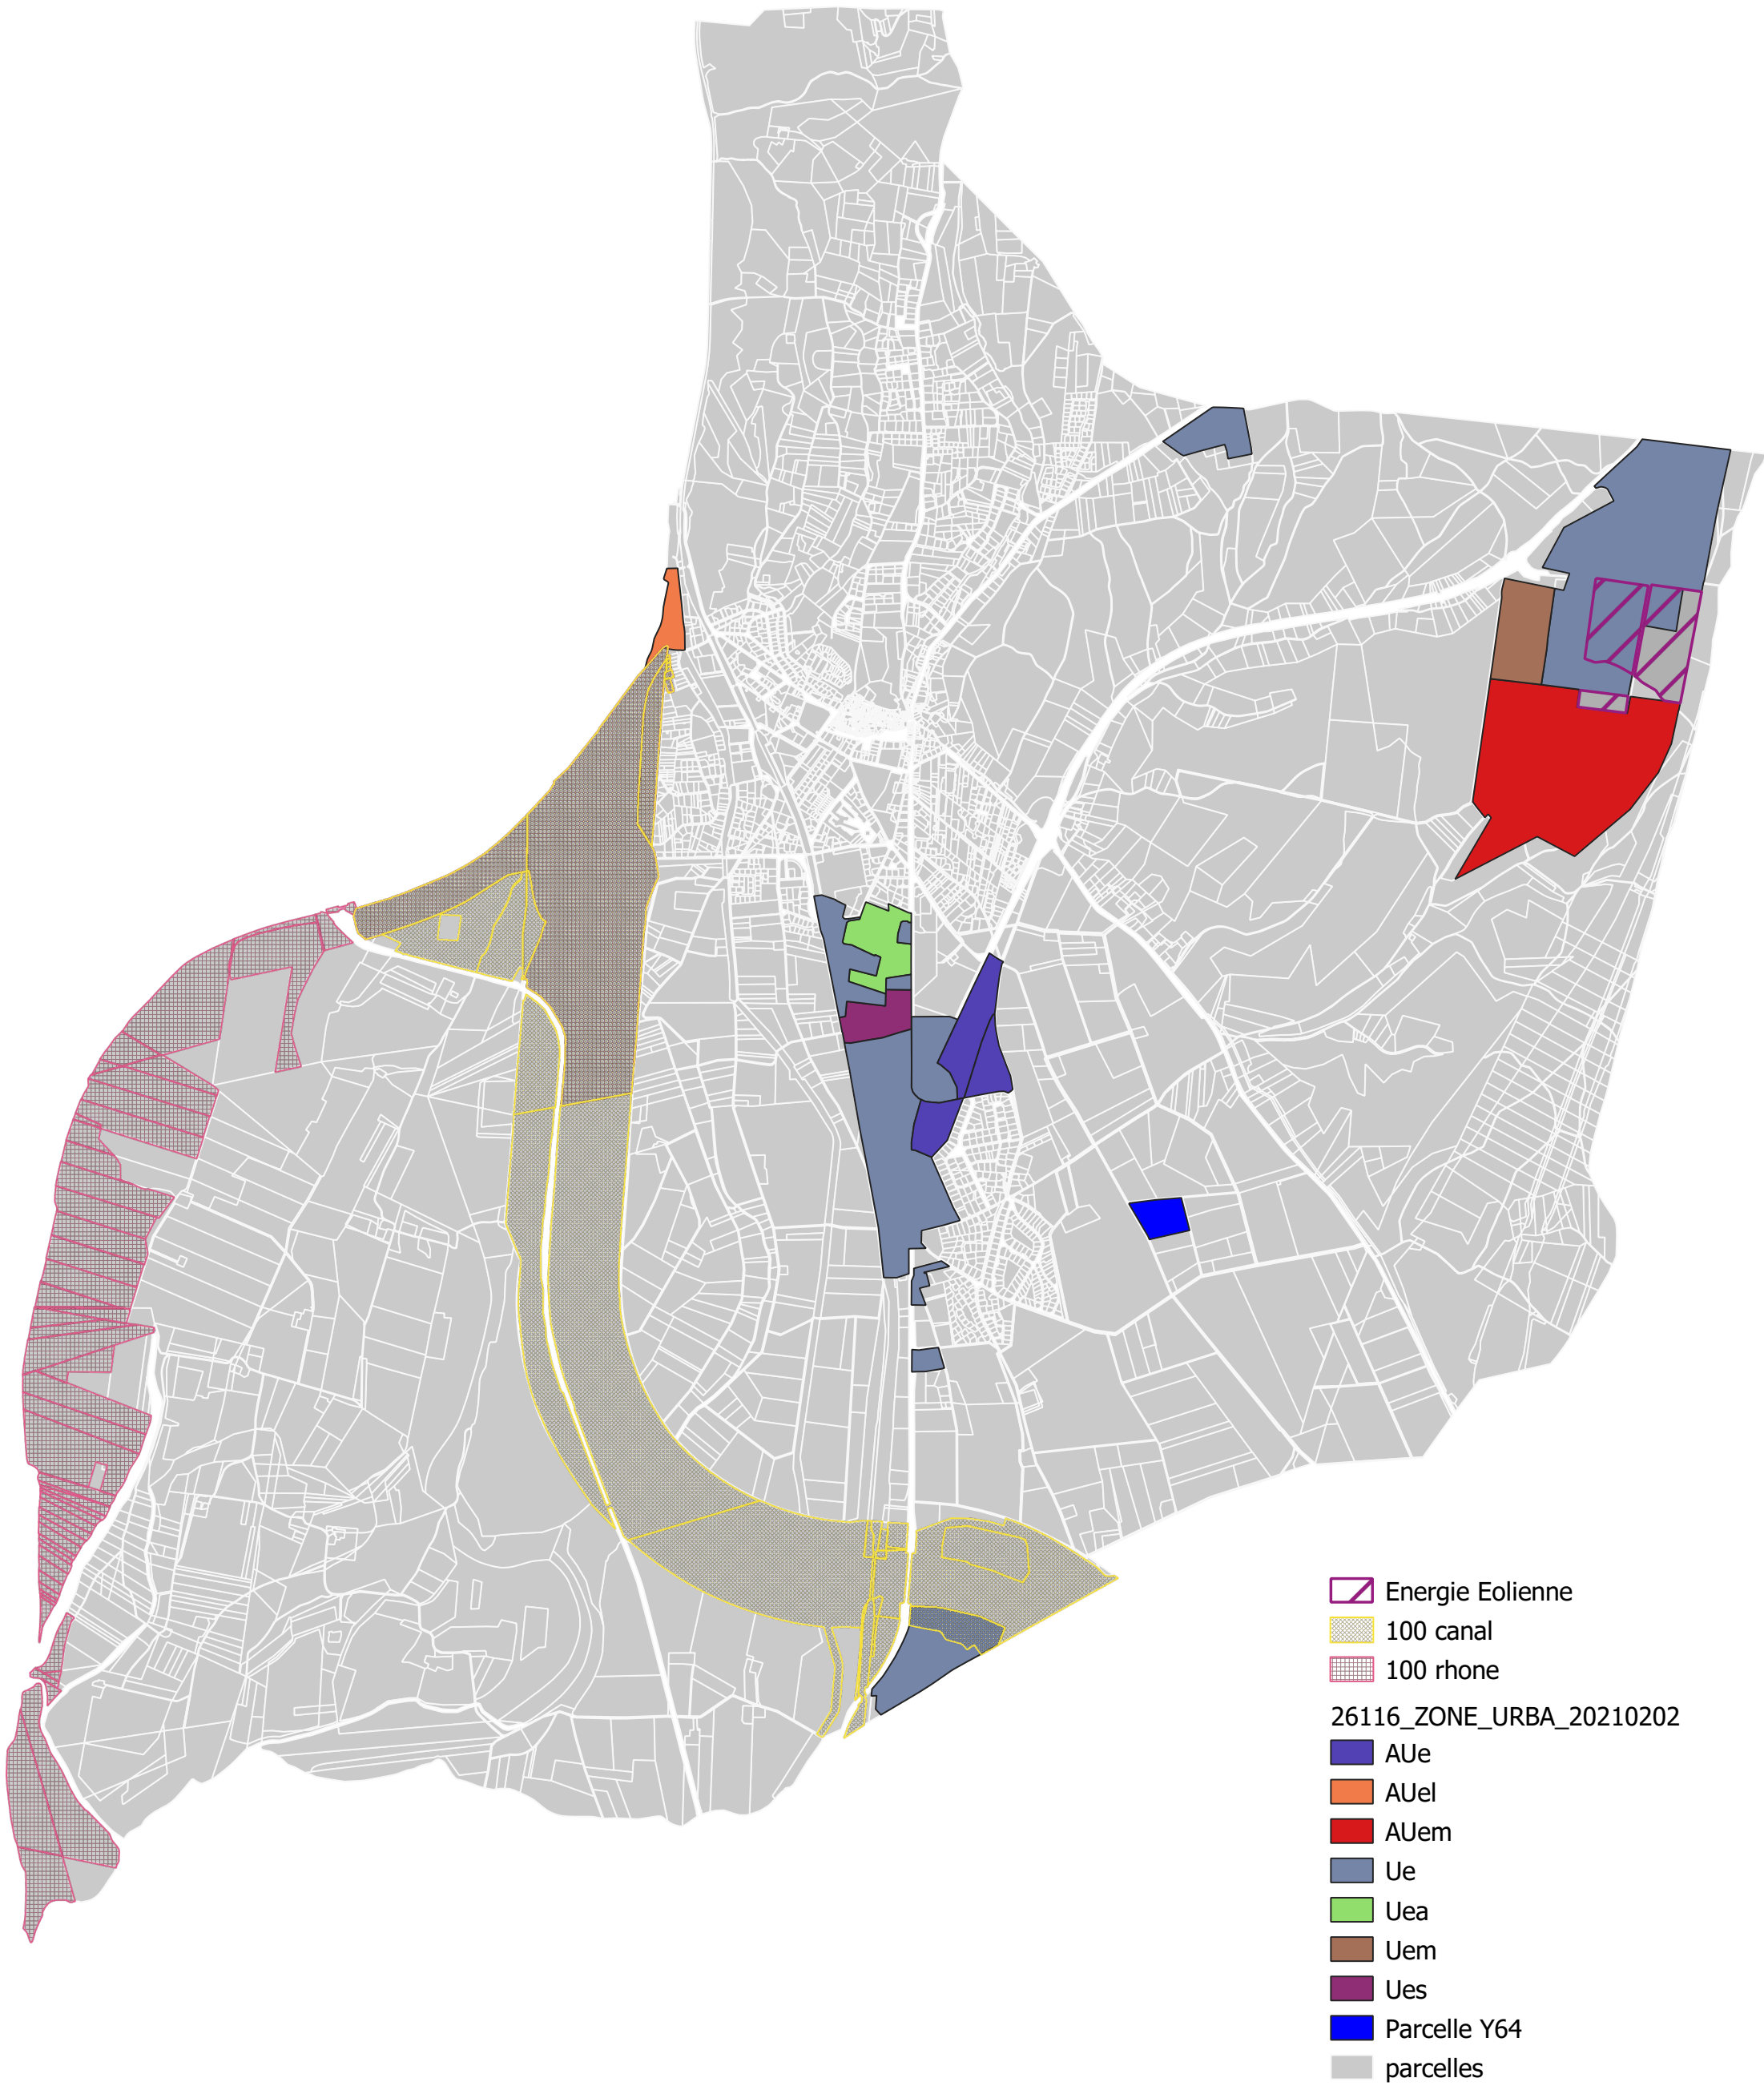 Energie Eolienne
100 canal
100 rhone
26116_ZONE_URBA_20210202
AUe
AUel
AUem
Ue
Uea
Uem
Ues
Parcelle Y64
parcelles